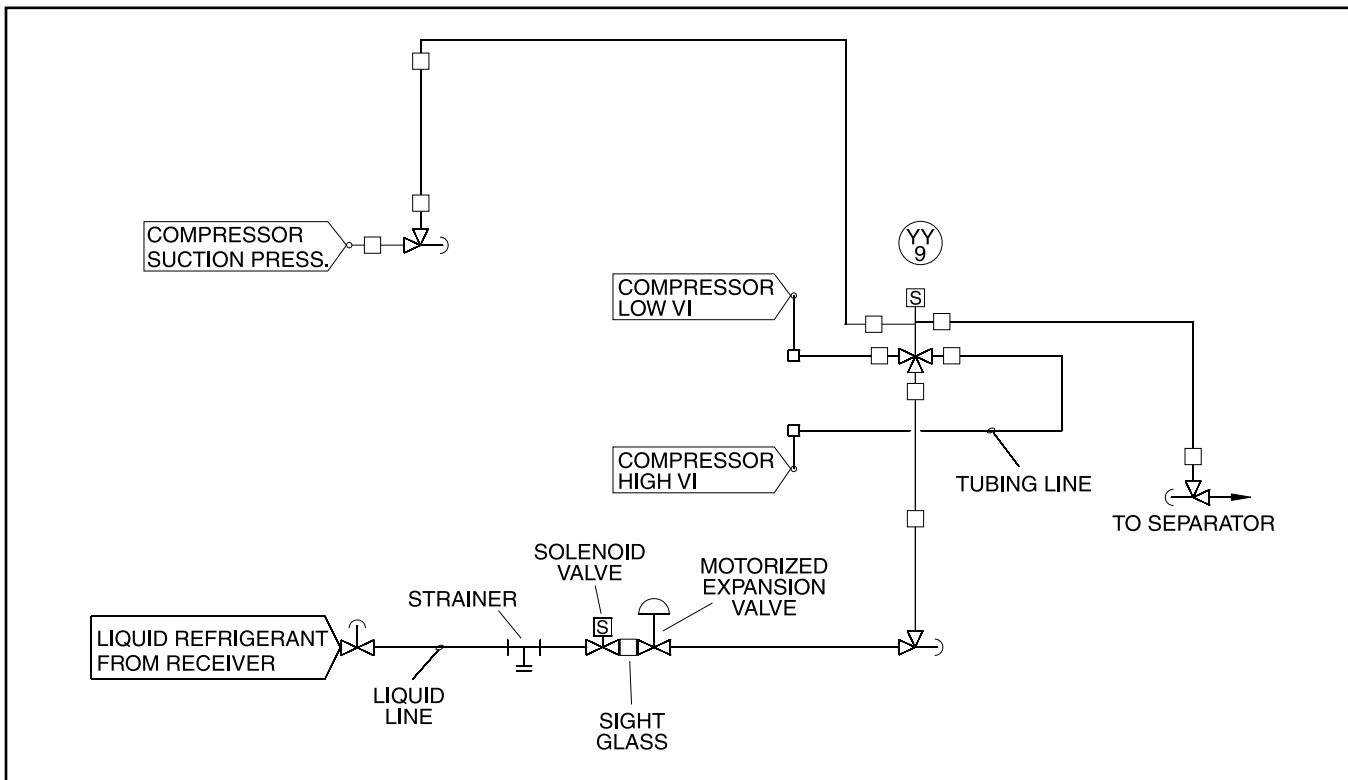 COMPRESSOR
SUCTION PRESS.
YY
9
COMPRESSOR
LOW VI
S
COMPRESSOR
HIGH VI
TUBING LINE
TO SEPARATOR
SOLENOID
VALVE
MOTORIZED
EXPANSION
VALVE
STRAINER
S
LIQUID REFRIGERANT
FROM RECEIVER
LIQUID
LINE
SIGHT
GLASS